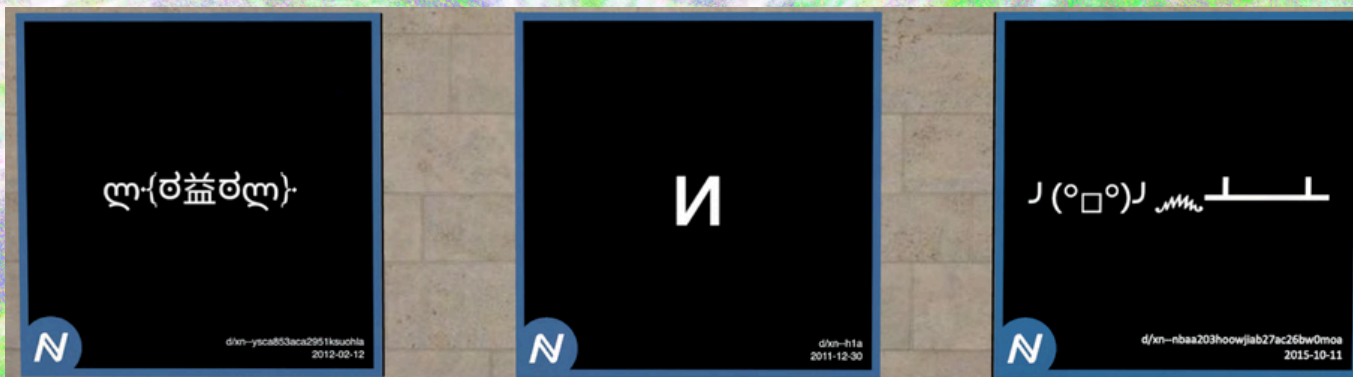 ლ·{ಠ益ಠლ}·
d/xn--ysca853aca2951ksuohla
2012-02-12
И
d/xn--h1a
2011-12-30
╯(°□°)╯෴┻━┻
d/xn--nbaa203hoowjiab27ac26bw0moa
2015-10-11